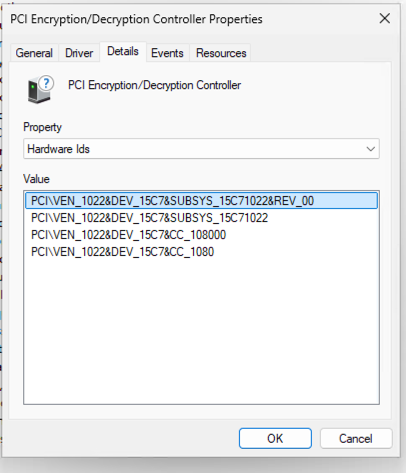 PCI Encryption/Decryption Controller Properties
General Driver Details Events Resources
PCI Encryption/Decryption Controller
Property
Hardware Ids
Value
PCI\VEN_1022&DEV_15C7&SUBSYS_15C71022&REV_00
PCI\VEN_1022&DEV_15C7&SUBSYS_15C71022
PCI\VEN_1022&DEV_15C7&CC_108000
PCI\VEN_1022&DEV_15C7&CC_1080
OK Cancel